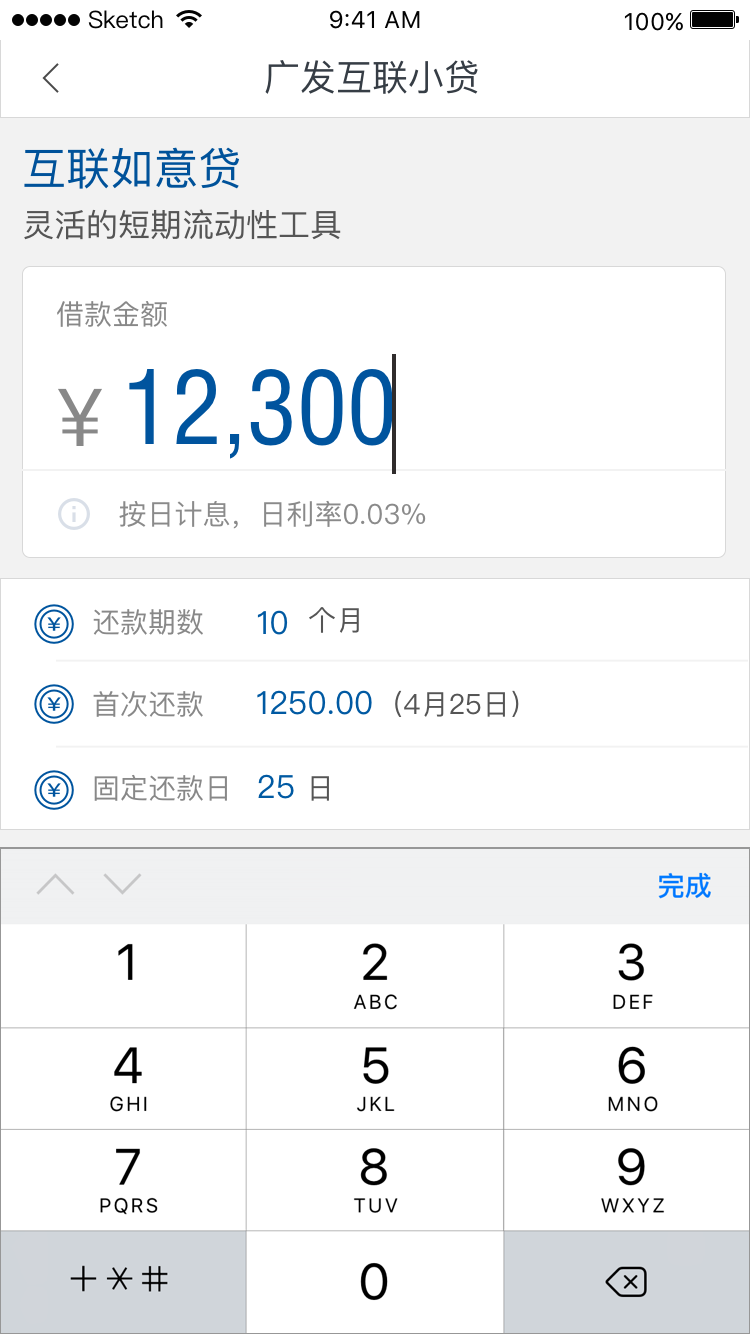 Sketch 9:41 AM 100%
广发互联小贷
互联如意贷
灵活的短期流动性工具
借款金额
¥ 12,300
按日计息，日利率0.03%
还款期数 10 个月
首次还款 1250.00 (4月25日)
固定还款日 25 日
完成
1 2 3
ABC DEF
4 5 6
GHI JKL MNO
7 8 9
PQRS TUV WXYZ
+*# 0